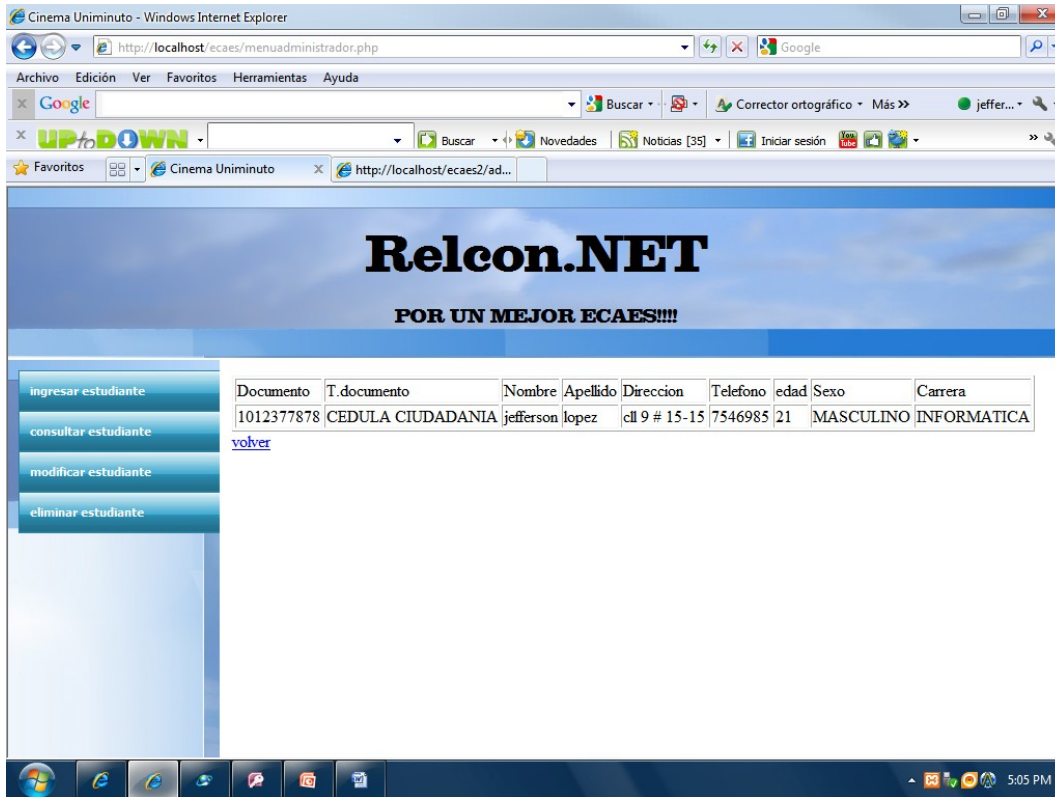 Cinema Uniminuto - Windows Internet Explorer
http://localhost/ecaes/menuadministrador.php
Google
Archivo Edición Ver Favoritos Herramientas Ayuda
x Google Buscar Corrector ortográfico Más >> jeffer...
x UPtoDOWN Buscar Novedades Noticias [35] Iniciar sesión You Tube >>
Favoritos Cinema Uniminuto X http://localhost/ecaes2/ad...
Relcon.NET
POR UN MEJOR ECAES!!!!
ingresar estudiante
consultar estudiante
modificar estudiante
eliminar estudiante
Documento T.documento Nombre Apellido Direccion Telefono edad Sexo Carrera
1012377878 CEDULA CIUDADANIA jefferson lopez cll 9 # 15-15 7546985 21 MASCULINO INFORMATICA
volver
5:05 PM